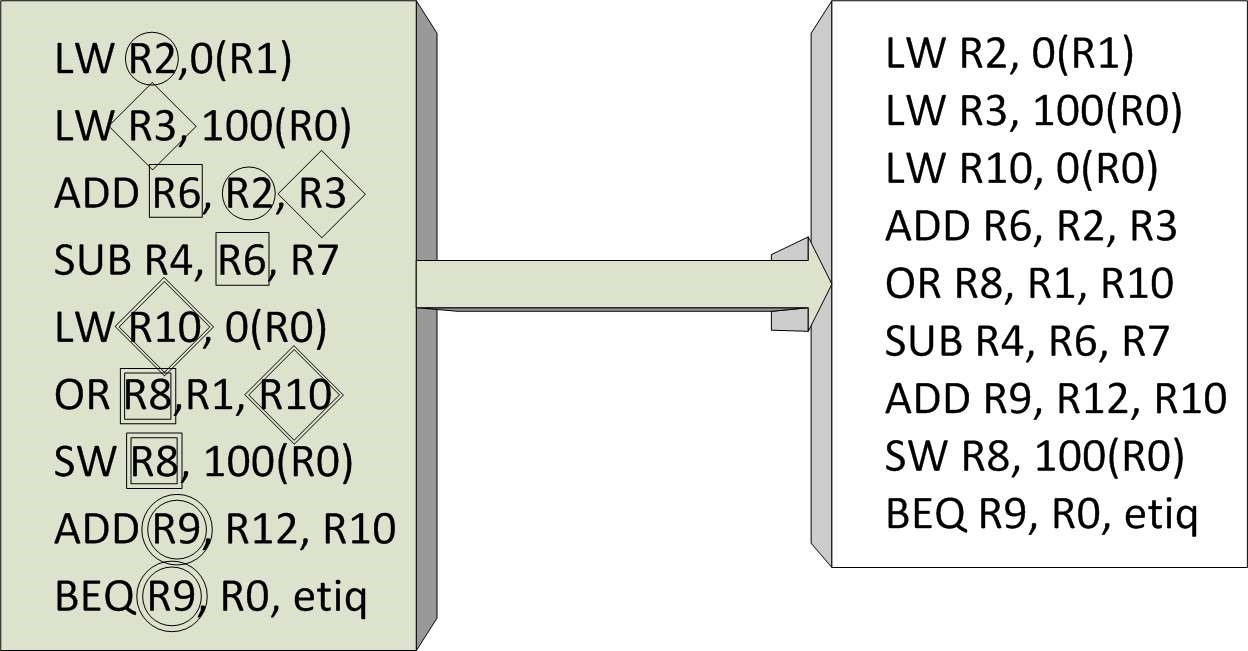 LW R2,0(R1)
LW R3, 100(R0)
ADD R6, R2, R3
SUB R4, R6, R7
LW R10, 0(R0)
OR R8,R1, R10
SW R8, 100(R0)
ADD R9, R12, R10
BEQ R9, R0, etiq
LW R2, 0(R1)
LW R3, 100(R0)
LW R10, 0(R0)
ADD R6, R2, R3
OR R8, R1, R10
SUB R4, R6, R7
ADD R9, R12, R10
SW R8, 100(R0)
BEQ R9, R0, etiq